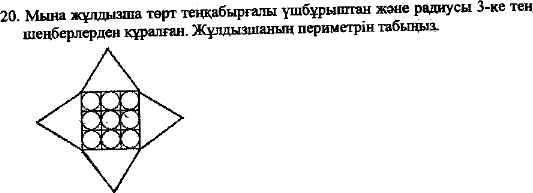 20. Мына жұлдызша төрт теңқабырғалы үшбұрыштан және радиусы 3-ке тең
шеңберлерден құралған. Жұлдызшаның периметрін табыңыз.